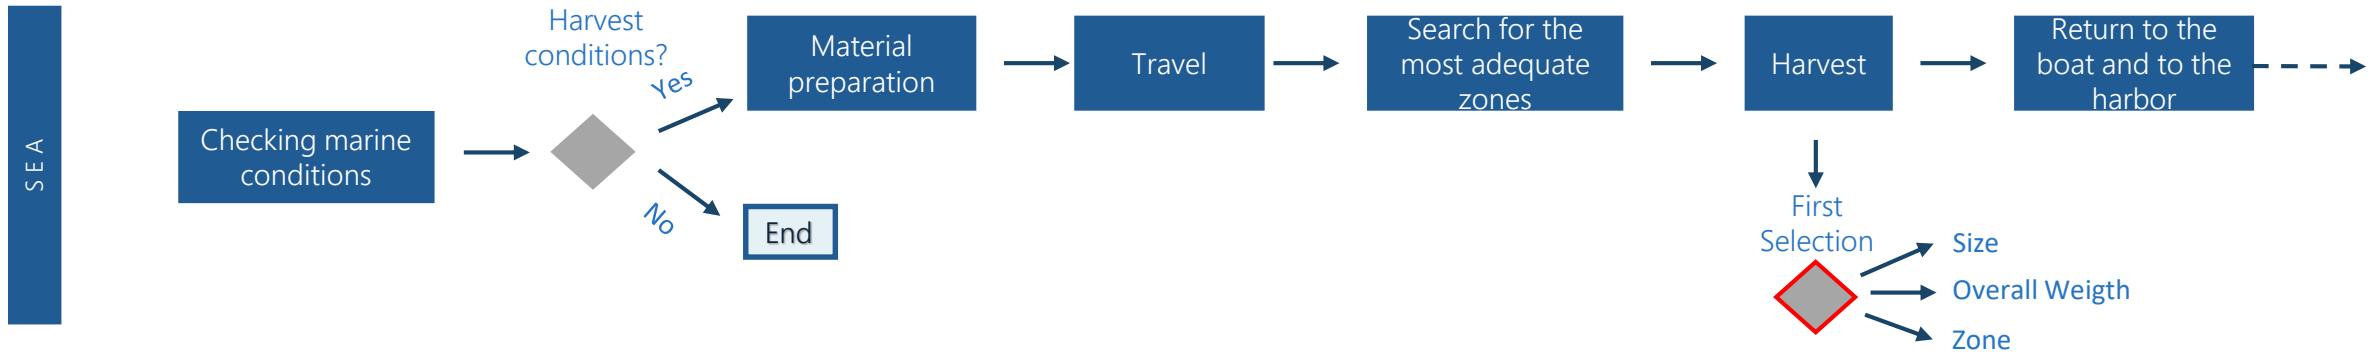 SEA
Checking marine
conditions
Harvest
conditions?
Yes
No
End
Material
preparation
Travel
Search for the
most adequate
zones
Harvest
First
Selection
Size
Overall Weigth
Zone
Return to the
boat and to the
harbor